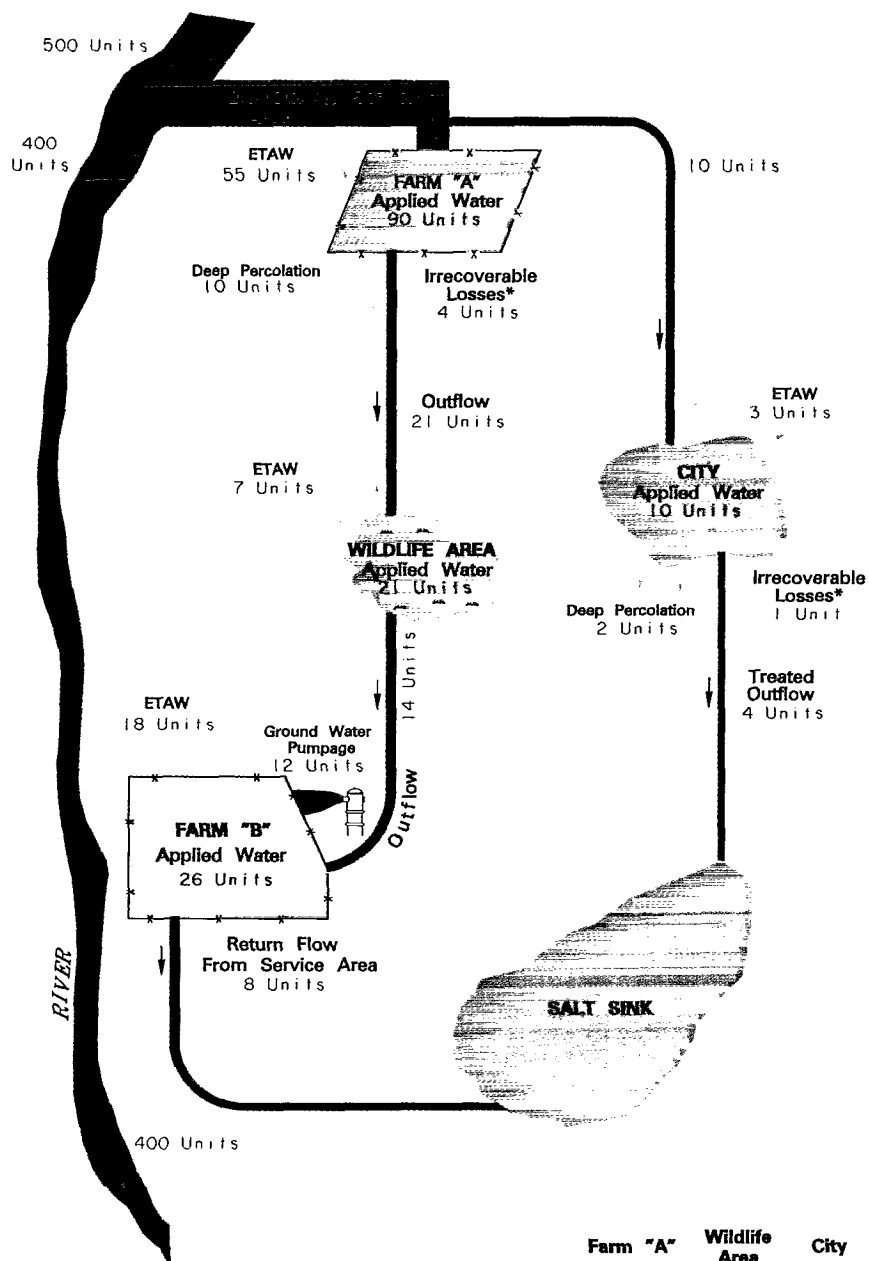 500 Units
400
Units
ETAW
55 Units
FARM "A"
Applied Water
90 Units
10 Units
Deep Percolation
10 Units
Irrecoverable
Losses*
4 Units
Outflow
21 Units
ETAW
3 Units
ETAW
7 Units
CITY
Applied Water
10 Units
WILDLIFE AREA
Applied Water
21 Units
Irrecoverable
Losses*
1 Unit
Deep Percolation
2 Units
14 Units
Treated
Outflow
4 Units
ETAW
18 Units
Ground Water
Pumpage
12 Units
Outflow
FARM "B"
Applied Water
26 Units
Return Flow
From Service Area
8 Units
RIVER
SALT SINK
400 Units
Farm "A" Wildlife Area City